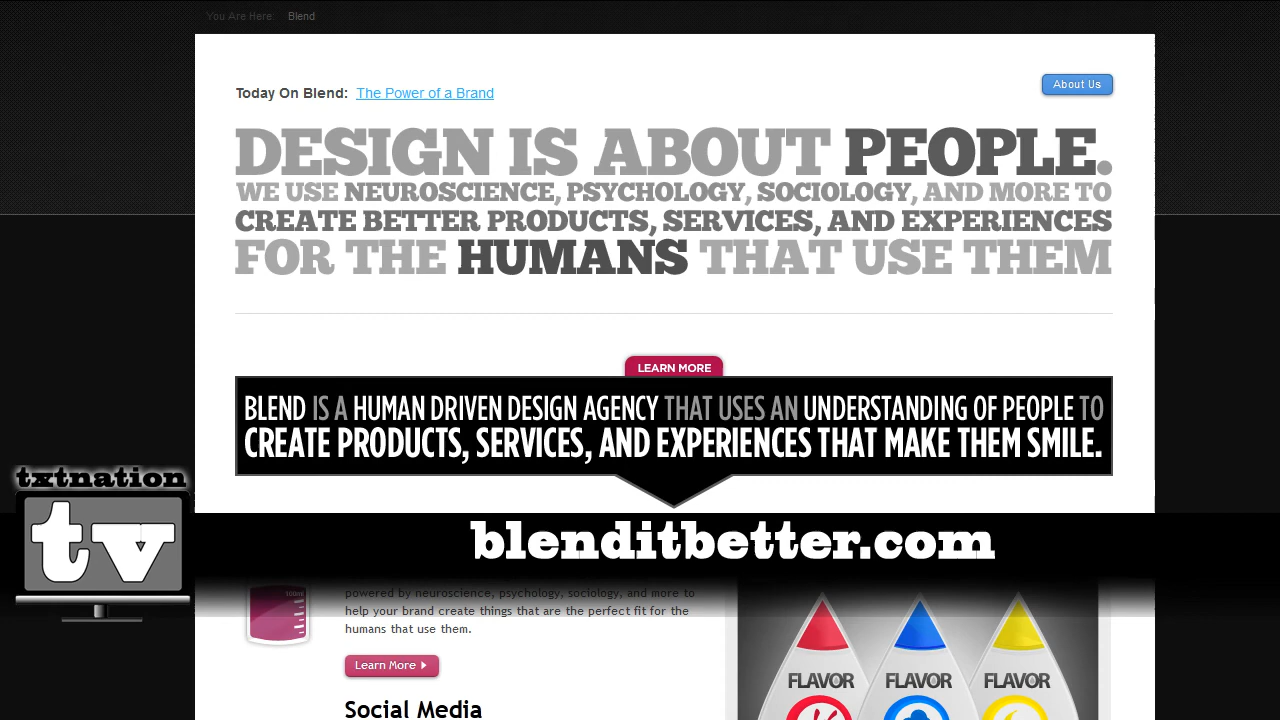 You Are Here: Blend
Today On Blend: The Power of a Brand
About Us
DESIGN IS ABOUT PEOPLE.
WE USE NEUROSCIENCE, PSYCHOLOGY, SOCIOLOGY, AND MORE TO
CREATE BETTER PRODUCTS, SERVICES, AND EXPERIENCES
FOR THE HUMANS THAT USE THEM
LEARN MORE
BLEND IS A HUMAN DRIVEN DESIGN AGENCY THAT USES AN UNDERSTANDING OF PEOPLE TO
CREATE PRODUCTS, SERVICES, AND EXPERIENCES THAT MAKE THEM SMILE.
txtnation
tv
blenditbetter.com
100ml
powered by neuroscience, psychology, sociology, and more to
help your brand create things that are the perfect fit for the
humans that use them.
Learn More
Social Media
FLAVOR FLAVOR FLAVOR